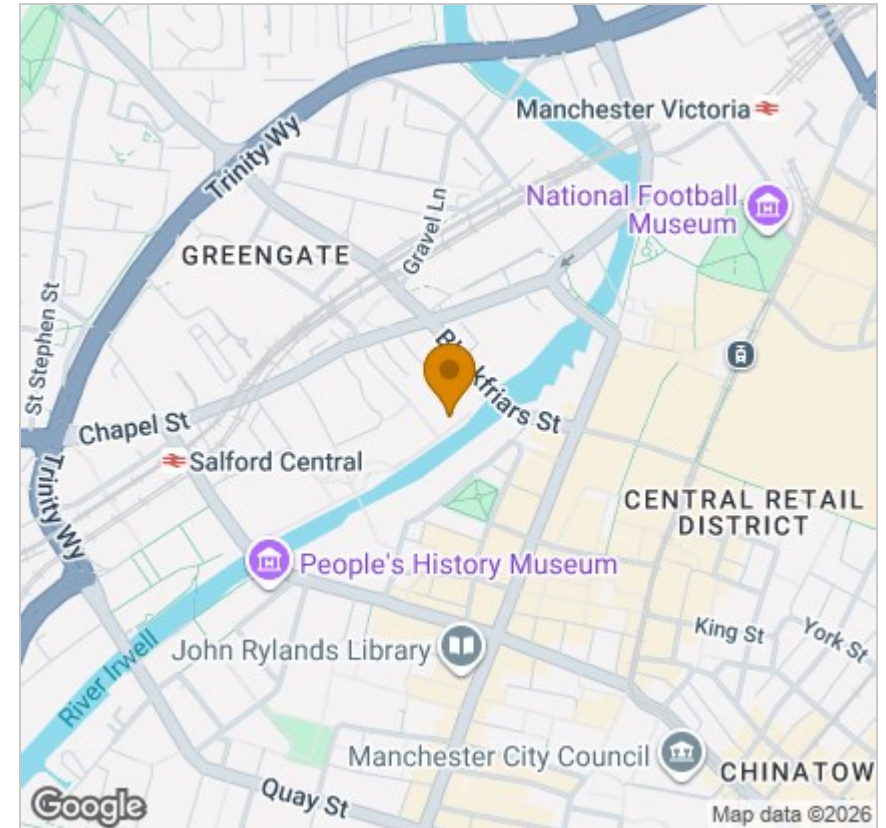 Trinity Wy
Manchester Victoria
National Football
Museum
Gravel Ln
GREENGATE
St Stephen St
Blackfriars St
Chapel St
Salford Central
Trinity Wy
CENTRAL RETAIL
DISTRICT
People's History Museum
King St
York St
John Rylands Library
River Irwell
Manchester City Council
CHINATOW
Quay St
Google
Map data ©2026